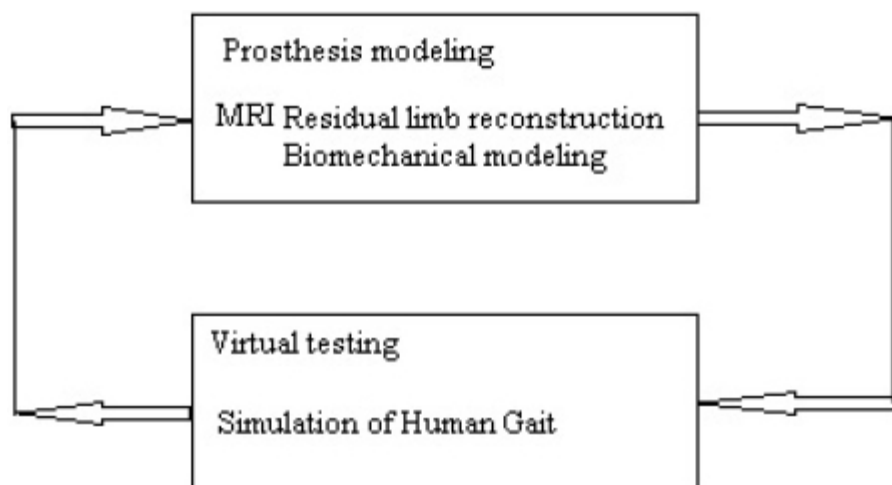 Prosthesis modeling
MRI Residual limb reconstruction
Biomechanical modeling
Virtual testing
Simulation of Human Gait